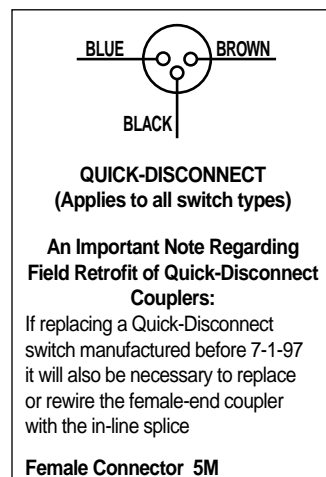 BLUE BROWN
BLACK
QUICK-DISCONNECT
(Applies to all switch types)
An Important Note Regarding
Field Retrofit of Quick-Disconnect
Couplers:
If replacing a Quick-Disconnect
switch manufactured before 7-1-97
it will also be necessary to replace
or rewire the female-end coupler
with the in-line splice
Female Connector 5M